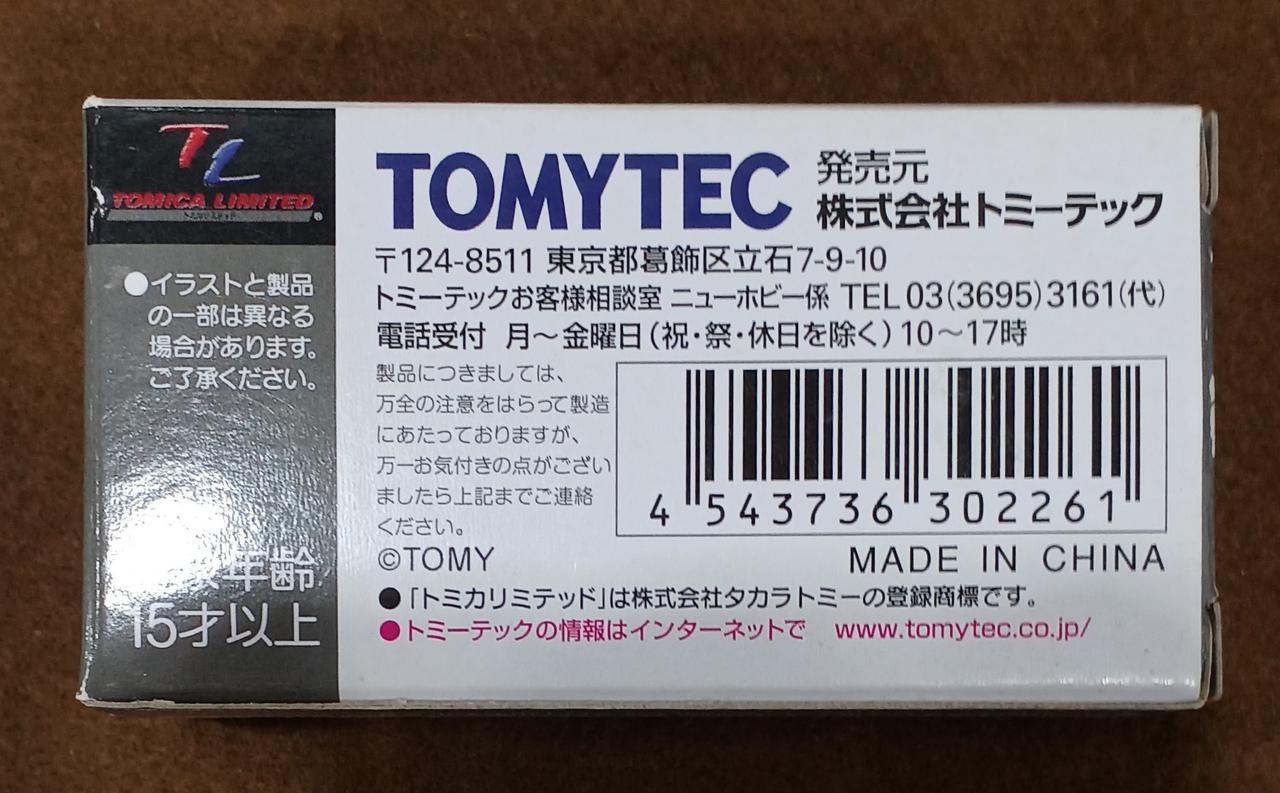 TL
TOMICA LIMITED
トミカリミテッド
®
●イラストと製品
の一部は異なる
場合があります。
ご了承ください。
年齢
15才以上
TOMYTEC
発売元
株式会社トミーテック
〒124-8511 東京都葛飾区立石7-9-10
トミーテックお客様相談室 ニューホビー係 TEL 03(3695)3161(代)
電話受付 月～金曜日(祝・祭・休日を除く)10～17時
製品につきましては、
万全の注意をはらって製造
にあたっておりますが、
万一お気付きの点がござい
ましたら上記までご連絡
ください。
4 543736 302261
©TOMY
MADE IN CHINA
●「トミカリミテッド」は株式会社タカラトミーの登録商標です。
●トミーテックの情報はインターネットで www.tomytec.co.jp/